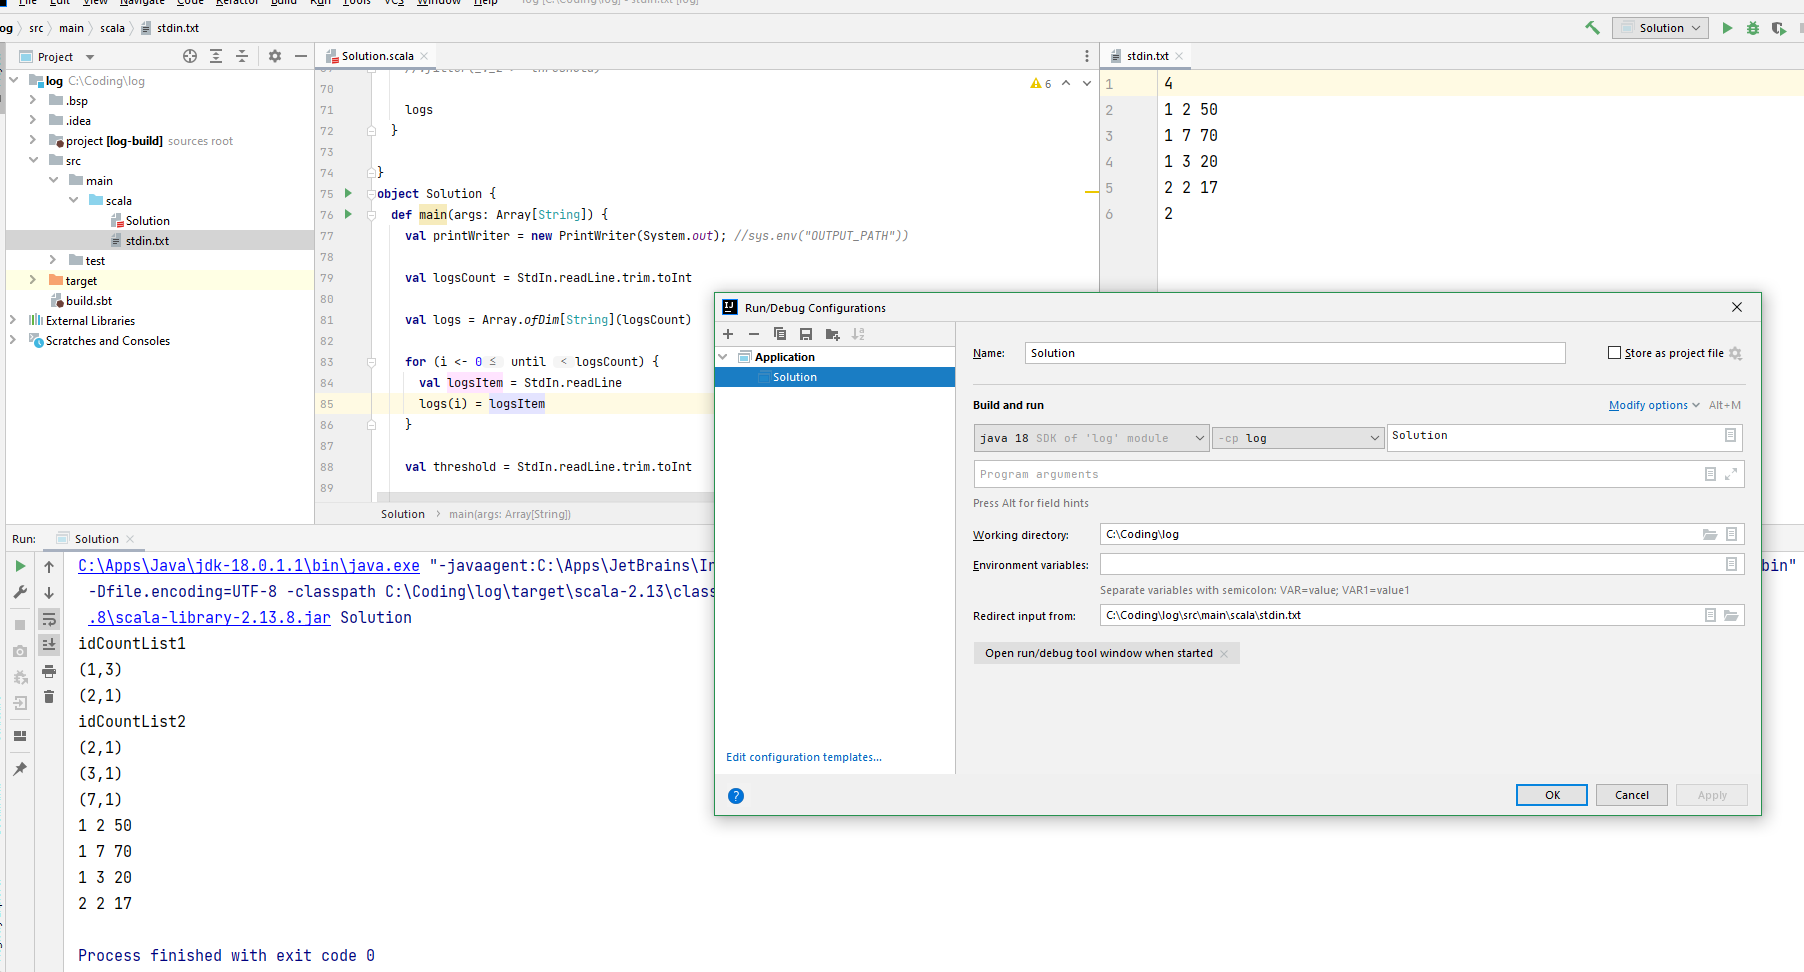 File Edit View Navigate Code Refactor Build Run Tools VCS Window Help log [C:\Coding\log] - stdin.txt [log]
og src main scala stdin.txt
Solution
Project
Solution.scala
stdin.txt
log C:\Coding\log
.bsp
.idea
project [log-build] sources root
src
main
scala
Solution
stdin.txt
test
target
build.sbt
External Libraries
Scratches and Consoles
6
70
71 logs
72 }
73
74 }
75 object Solution {
76 def main(args: Array[String]) {
77 val printWriter = new PrintWriter(System.out); //sys.env("OUTPUT_PATH"))
78
79 val logsCount = StdIn.readLine.trim.toInt
80
81 val logs = Array.ofDim[String](logsCount)
82
83 for (i <- 0 ≤ until < logsCount) {
84 val logsItem = StdIn.readLine
85 logs(i) = logsItem
86 }
87
88 val threshold = StdIn.readLine.trim.toInt
89
Solution main(args: Array[String])
1 4
2 1 2 50
3 1 7 70
4 1 3 20
5 2 2 17
6 2
Run/Debug Configurations
Application
Solution
Edit configuration templates...
Name: Solution Store as project file
Build and run Modify options Alt+M
java 18 SDK of 'log' module -cp log Solution
Program arguments
Press Alt for field hints
Working directory: C:\Coding\log
Environment variables:
Separate variables with semicolon: VAR=value; VAR1=value1
Redirect input from: C:\Coding\log\src\main\scala\stdin.txt
Open run/debug tool window when started
?
OK Cancel Apply
Run: Solution
C:\Apps\Java\jdk-18.0.1.1\bin\java.exe "-javaagent:C:\Apps\JetBrains\In bin"
-Dfile.encoding=UTF-8 -classpath C:\Coding\log\target\scala-2.13\class
.8\scala-library-2.13.8.jar Solution
idCountList1
(1,3)
(2,1)
idCountList2
(2,1)
(3,1)
(7,1)
1 2 50
1 7 70
1 3 20
2 2 17
Process finished with exit code 0